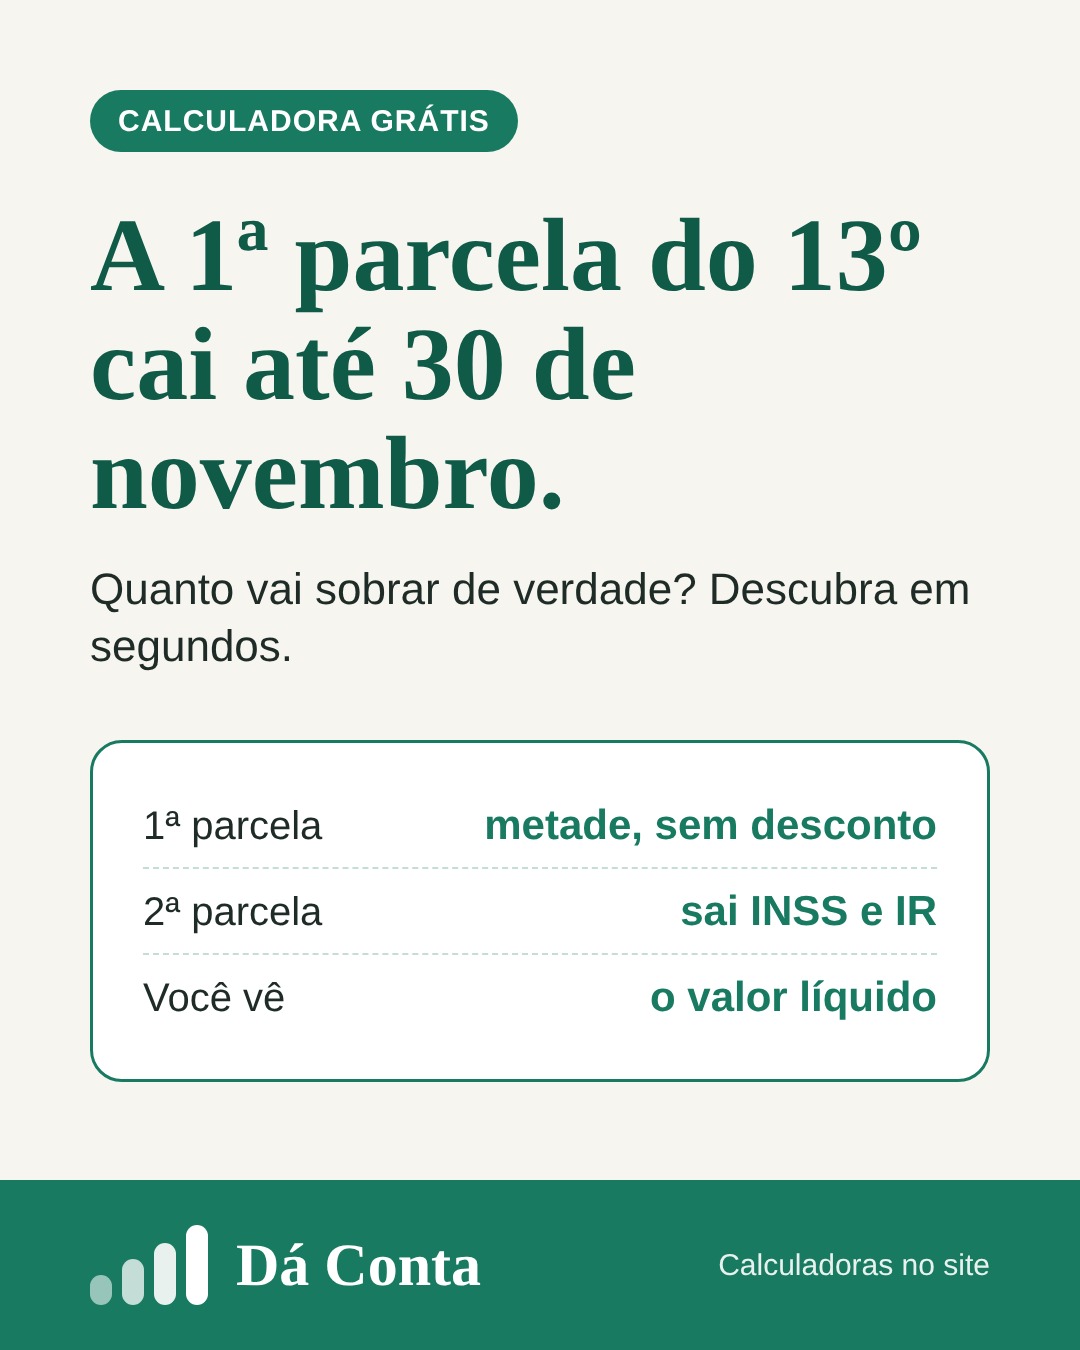 CALCULADORA GRÁTIS
A 1ª parcela do 13º
cai até 30 de
novembro.
Quanto vai sobrar de verdade? Descubra em
segundos.
1ª parcela metade, sem desconto
2ª parcela sai INSS e IR
Você vê o valor líquido
Dá Conta Calculadoras no site